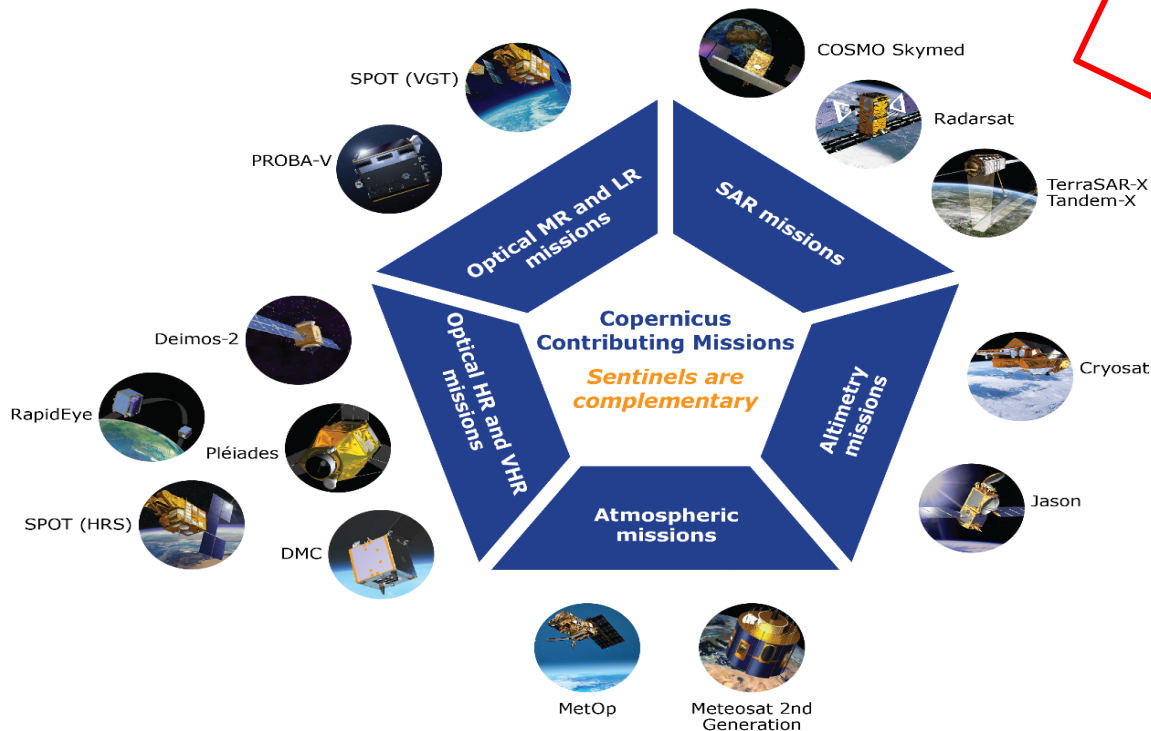 COSMO Skymed
SPOT (VGT)
Radarsat
PROBA-V
TerraSAR-X
Tandem-X
Optical MR and LR
missions
SAR missions
Copernicus
Contributing Missions
Sentinels are
complementary
Deimos-2
Optical HR and VHR
missions
Altimetry
missions
Cryosat
RapidEye
Pléiades
SPOT (HRS)
DMC
Jason
Atmospheric
missions
MetOp
Meteosat 2nd
Generation